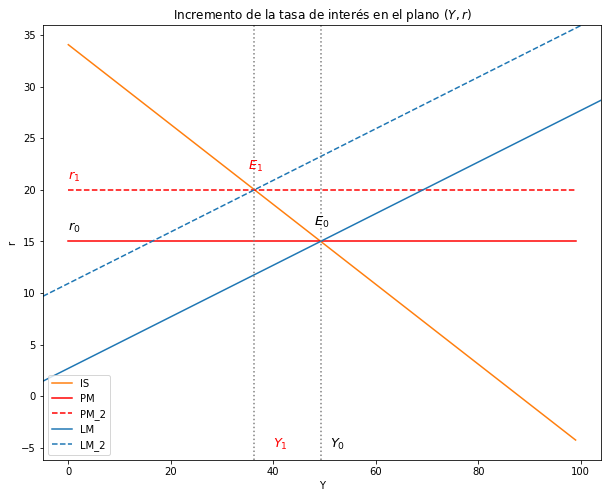 Incremento de la tasa de interés en el plano (Y, r)
35
30
25
20
15
10
5
0
−5
r
r₁
E₁
r₀
E₀
IS
PM
PM_2
LM
LM_2
Y₁
Y₀
0
20
40
60
80
100
Y